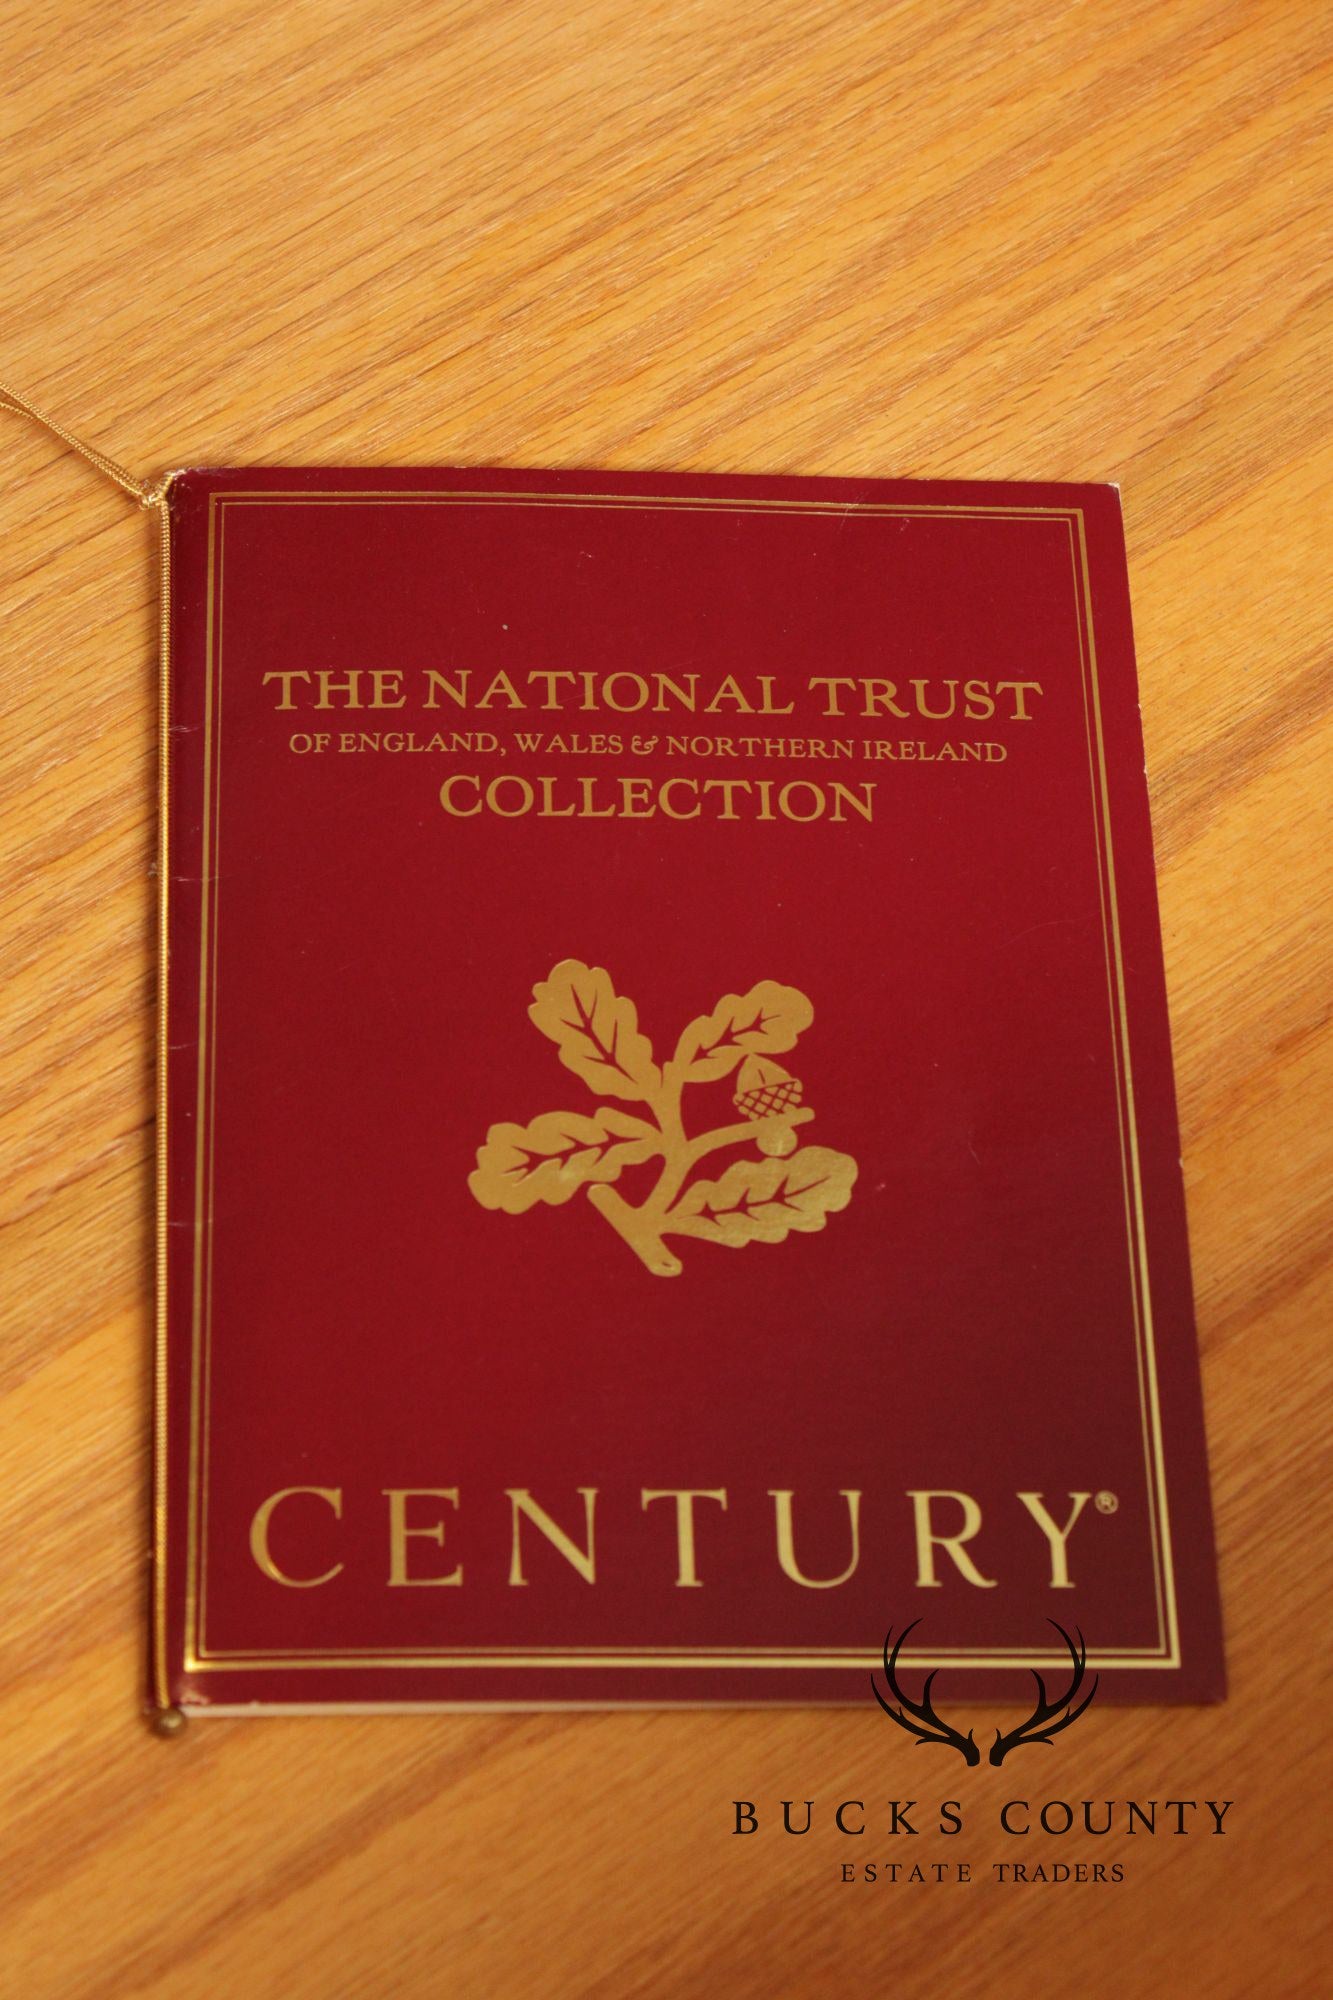 THE NATIONAL TRUST
OF ENGLAND, WALES & NORTHERN IRELAND
COLLECTION
CENTURY®
BUCKS COUNTY
ESTATE TRADERS